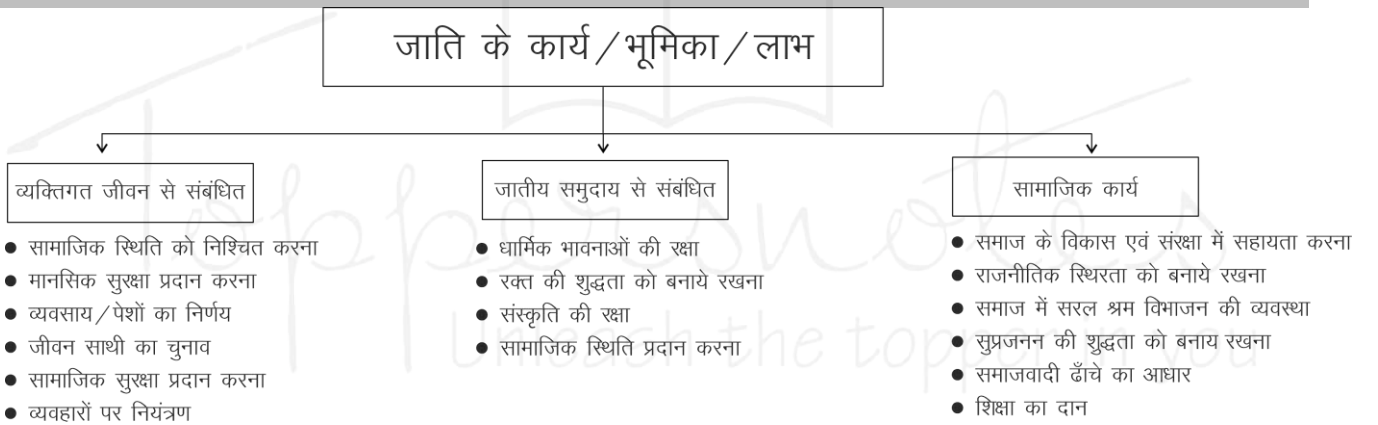 जाति के कार्य/भूमिका/लाभ
व्यक्तिगत जीवन से संबंधित
● सामाजिक स्थिति को निश्चित करना
● मानसिक सुरक्षा प्रदान करना
● व्यवसाय/पेशों का निर्णय
● जीवन साथी का चुनाव
● सामाजिक सुरक्षा प्रदान करना
● व्यवहारों पर नियंत्रण
जातीय समुदाय से संबंधित
● धार्मिक भावनाओं की रक्षा
● रक्त की शुद्धता को बनाये रखना
● संस्कृति की रक्षा
● सामाजिक स्थिति प्रदान करना
सामाजिक कार्य
● समाज के विकास एवं संरक्षा में सहायता करना
● राजनीतिक स्थिरता को बनाये रखना
● समाज में सरल श्रम विभाजन की व्यवस्था
● सुप्रजनन की शुद्धता को बनाय रखना
● समाजवादी ढाँचे का आधार
● शिक्षा का दान
Toppersnotes
Unleash the topper in you